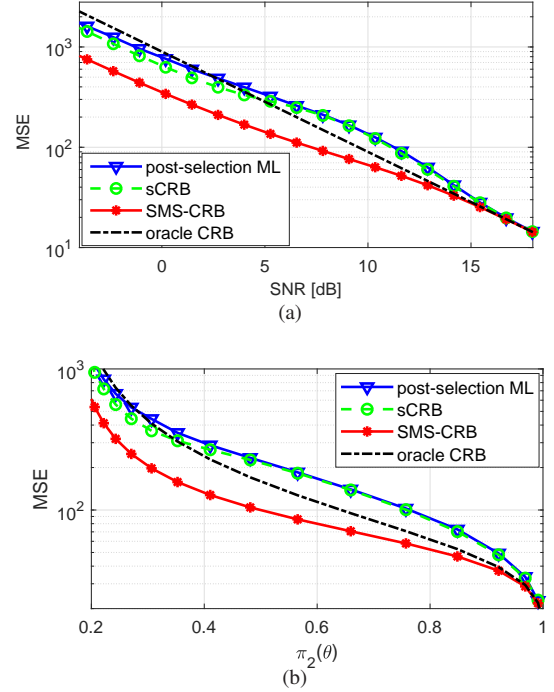 10^3
10^2
10^1
MSE
post-selection ML
sCRB
SMS-CRB
oracle CRB
0 5 10 15
SNR [dB]
(a)
10^3
10^2
MSE
post-selection ML
sCRB
SMS-CRB
oracle CRB
0.2 0.4 0.6 0.8 1
π_2(θ)
(b)